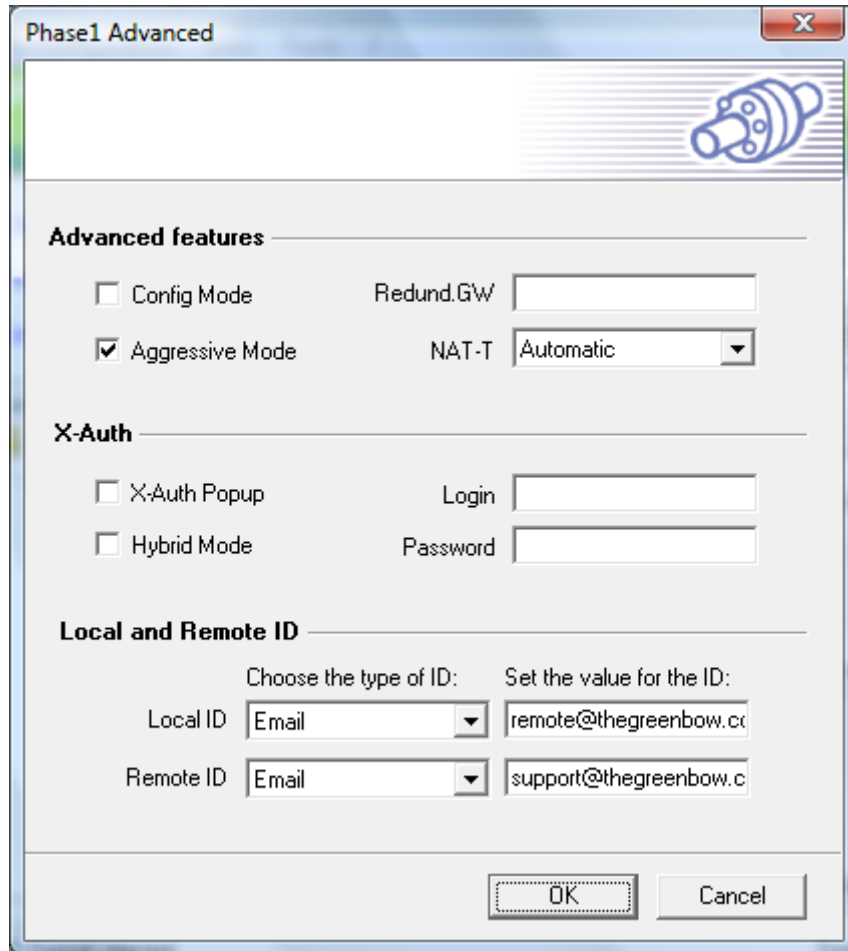 Phase1 Advanced
Advanced features
Config Mode Redund.GW
Aggressive Mode NAT-T Automatic
X-Auth
X-Auth Popup Login
Hybrid Mode Password
Local and Remote ID
Choose the type of ID: Set the value for the ID:
Local ID Email remote@thegreenbow.co
Remote ID Email support@thegreenbow.c
OK Cancel